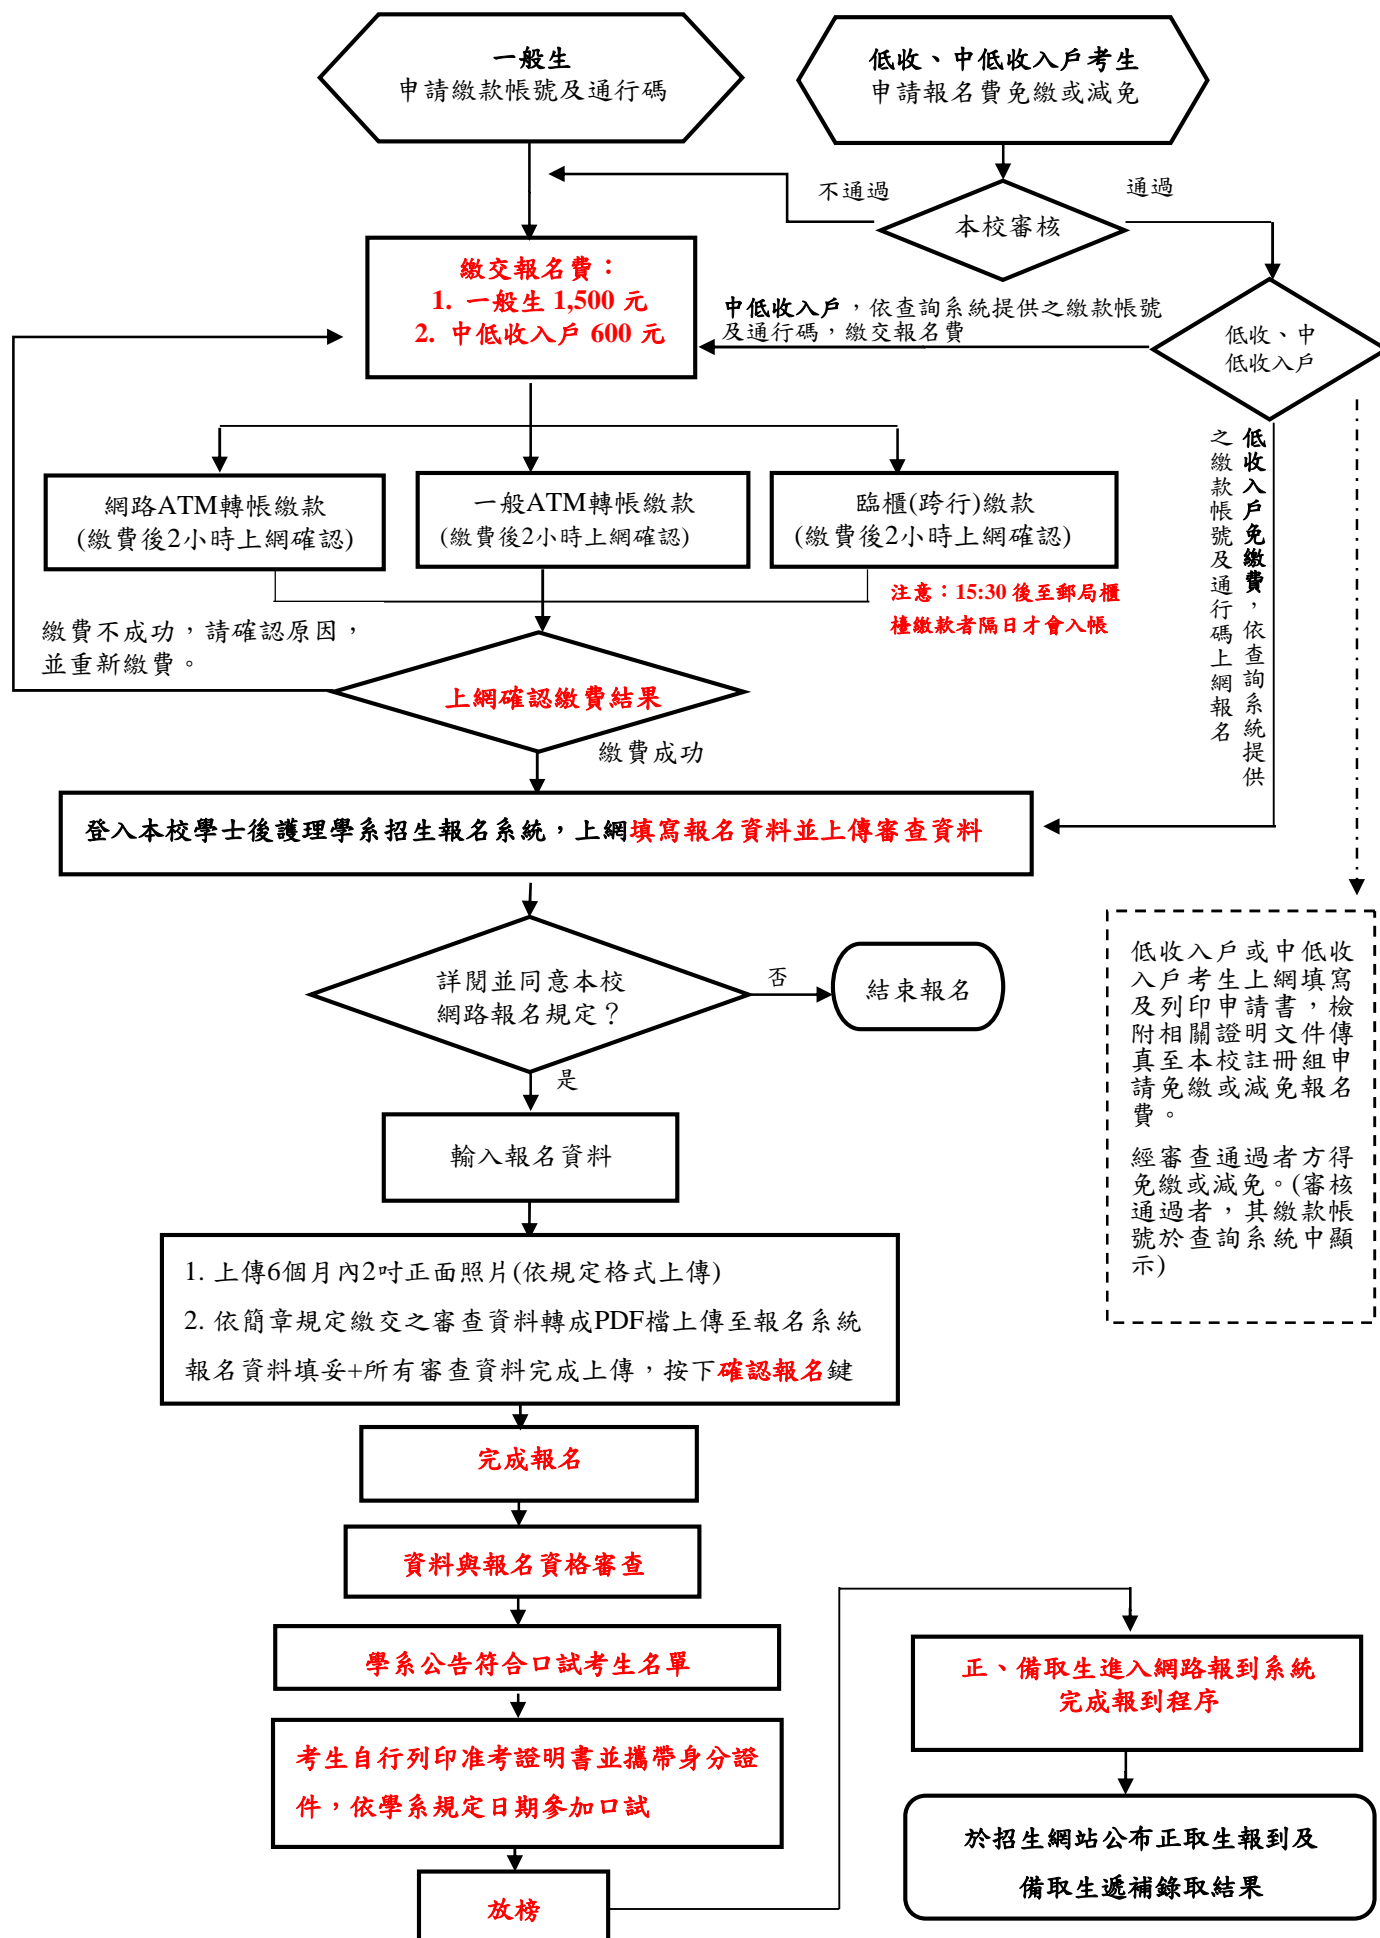 一般生
申請繳款帳號及通行碼
低收、中低收入戶考生
申請報名費免繳或減免
不通過
通過
本校審核
繳交報名費：
1. 一般生 1,500 元
2. 中低收入戶 600 元
中低收入戶，依查詢系統提供之繳款帳號
及通行碼，繳交報名費
低收、中
低收入戶
低收入戶免繳費，依查詢系統提供
之繳款帳號及通行碼上網報名
網路ATM轉帳繳款
(繳費後2小時上網確認)
一般ATM轉帳繳款
(繳費後2小時上網確認)
臨櫃(跨行)繳款
(繳費後2小時上網確認)
注意：15:30 後至郵局櫃
檯繳款者隔日才會入帳
繳費不成功，請確認原因，
並重新繳費。
上網確認繳費結果
繳費成功
登入本校學士後護理學系招生報名系統，上網填寫報名資料並上傳審查資料
詳閱並同意本校
網路報名規定？
否
結束報名
是
輸入報名資料
低收入戶或中低收
入戶考生上網填寫
及列印申請書，檢
附相關證明文件傳
真至本校註冊組申
請免繳或減免報名
費。
經審查通過者方得
免繳或減免。(審核
通過者，其繳款帳
號於查詢系統中顯
示)
1. 上傳6個月內2吋正面照片(依規定格式上傳)
2. 依簡章規定繳交之審查資料轉成PDF檔上傳至報名系統
報名資料填妥+所有審查資料完成上傳，按下確認報名鍵
完成報名
資料與報名資格審查
學系公告符合口試考生名單
考生自行列印准考證明書並攜帶身分證
件，依學系規定日期參加口試
放榜
正、備取生進入網路報到系統
完成報到程序
於招生網站公布正取生報到及
備取生遞補錄取結果